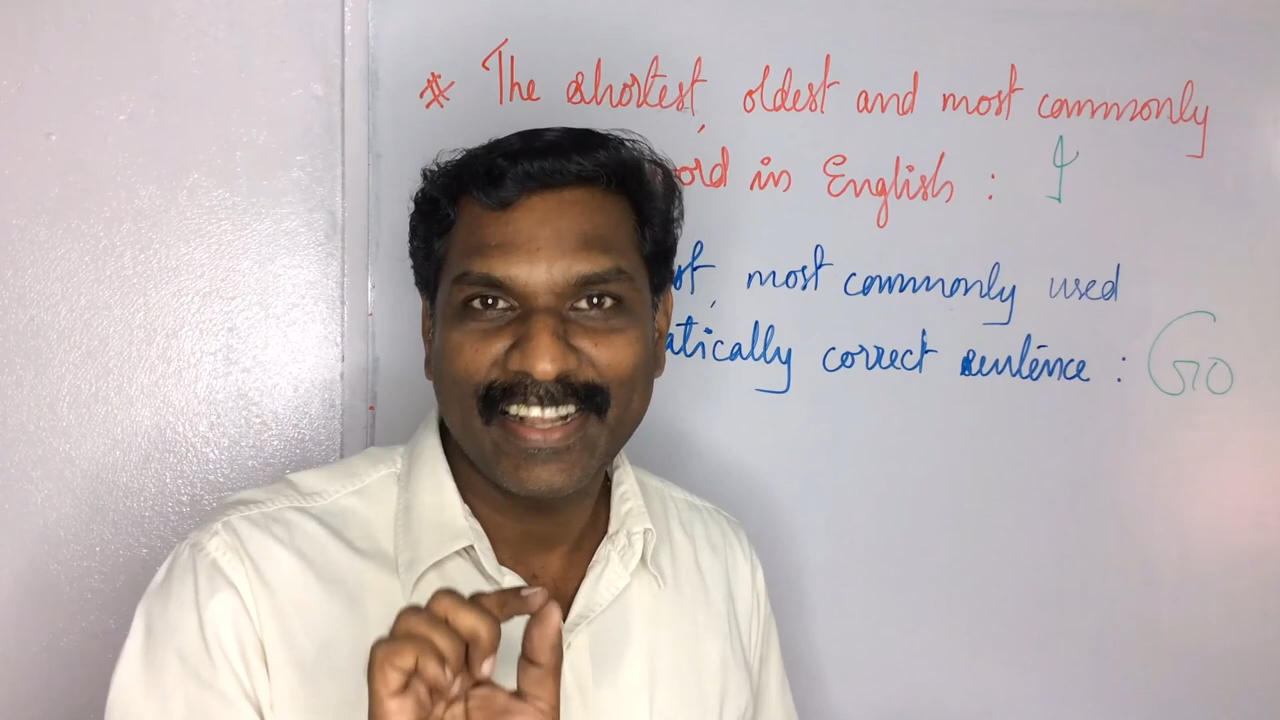 * The shortest, oldest and most commonly
word in English : I
most commonly used
correct sentence : Go